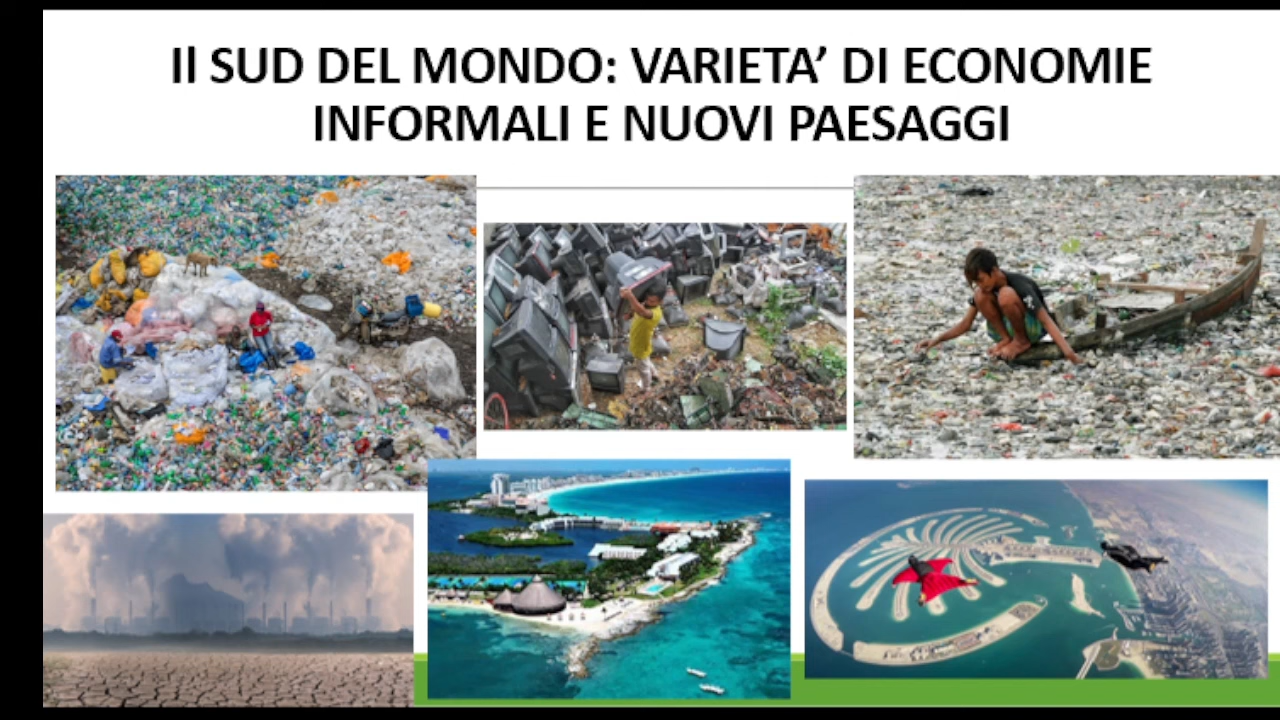 Il SUD DEL MONDO: VARIETA’ DI ECONOMIE
INFORMALI E NUOVI PAESAGGI